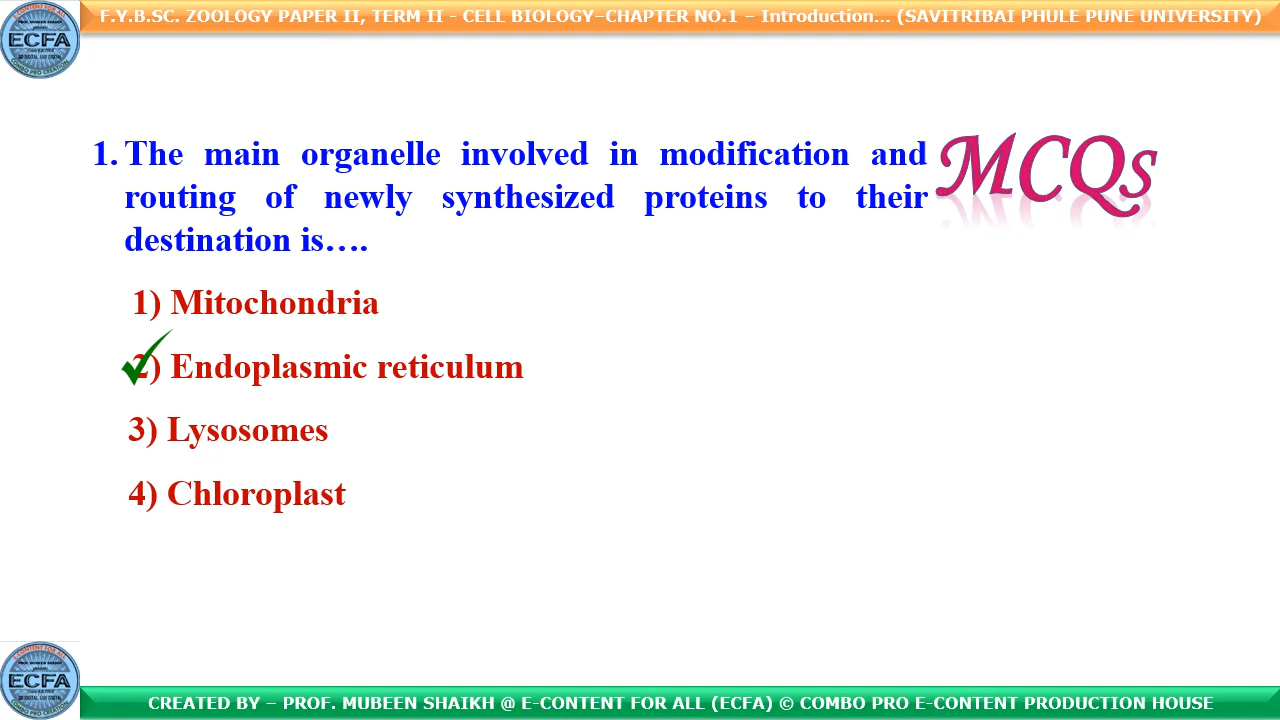 F.Y.B.SC. ZOOLOGY PAPER II, TERM II - CELL BIOLOGY–CHAPTER NO.1 – Introduction... (SAVITRIBAI PHULE PUNE UNIVERSITY)
ECFA
MCQs
1. The main organelle involved in modification and
routing of newly synthesized proteins to their
destination is….
1) Mitochondria
2) Endoplasmic reticulum
3) Lysosomes
4) Chloroplast
ECFA
CREATED BY – PROF. MUBEEN SHAIKH @ E-CONTENT FOR ALL (ECFA) © COMBO PRO E-CONTENT PRODUCTION HOUSE